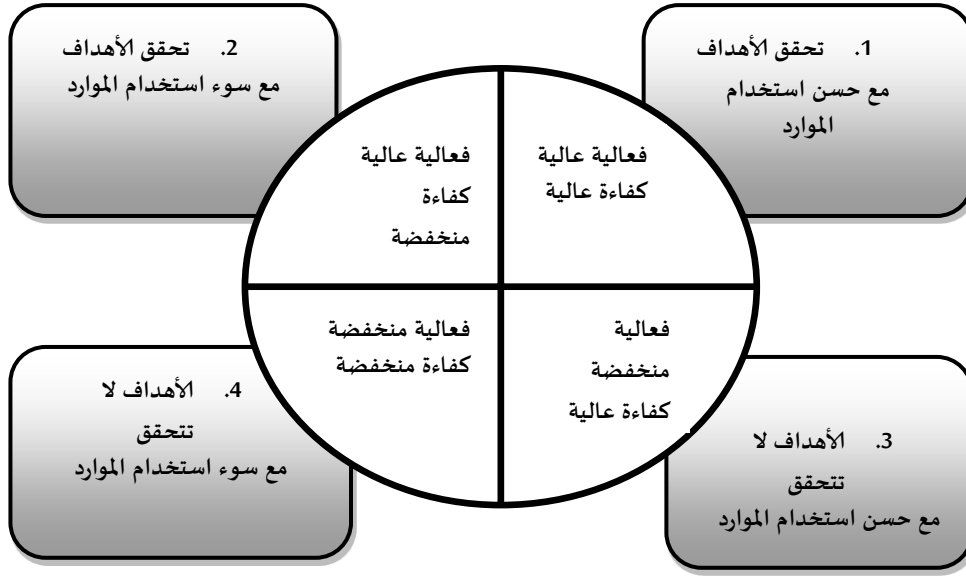 1. تحقق الأهداف
مع حسن استخدام
الموارد
2. تحقق الأهداف
مع سوء استخدام الموارد
فعالية عالية
كفاءة عالية
فعالية عالية
كفاءة
منخفضة
فعالية
منخفضة
كفاءة عالية
فعالية منخفضة
كفاءة منخفضة
3. الأهداف لا
تتحقق
مع حسن استخدام الموارد
4. الأهداف لا
تتحقق
مع سوء استخدام الموارد